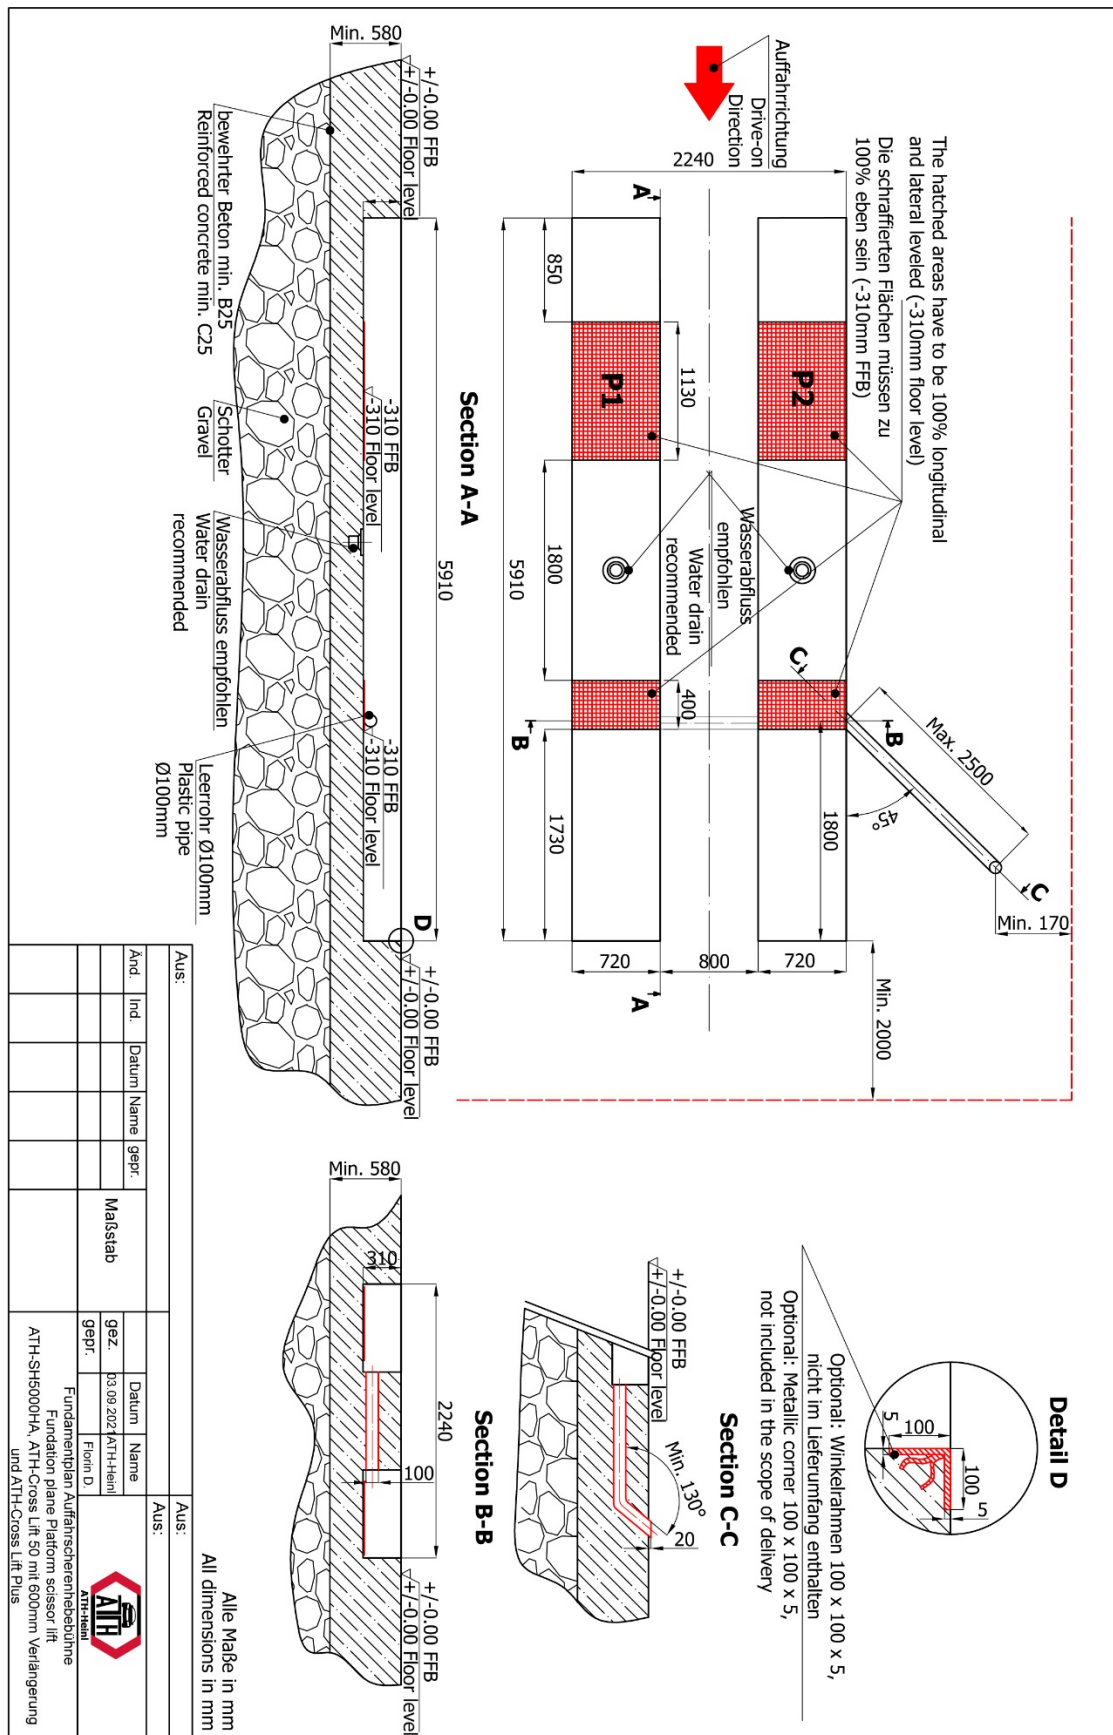 The hatched areas have to be 100% longitudinal
and lateral leveled (-310mm floor level)
Die schraffierten Flächen müssen zu
100% eben sein (-310mm FFB)
Auffahrrichtung
Drive-on
Direction
2240
A
A
850
1130
1800
400
1730
5910
P1
P2
Wasserabfluss
empfohlen
Water drain
recommended
C
C
B
B
Max. 2500
45°
1800
Min. 170
Min. 2000
720
800
720
Section A-A
Min. 580
+/-0.00 FFB
+/-0.00 Floor level
5910
-310 FFB
-310 Floor level
-310 FFB
-310 Floor level
D
+/-0.00 FFB
+/-0.00 Floor level
bewehrter Beton min. B25
Reinforced concrete min. C25
Schotter
Gravel
Wasserabfluss empfohlen
Water drain
recommended
Leerrohr Ø100mm
Plastic pipe
Ø100mm
Detail D
100
100
5
5
Optional: Winkelrahmen 100 x 100 x 5,
nicht im Lieferumfang enthalten
Optional: Metallic corner 100 x 100 x 5,
not included in the scope of delivery
Section C-C
+/-0.00 FFB
+/-0.00 Floor level
Min. 130°
20
Section B-B
Min. 580
310
2240
100
+/-0.00 FFB
+/-0.00 Floor level
Alle Maße in mm
All dimensions in mm
Aus:
Aus:
Aus:
Änd.
Ind.
Datum
Name
gepr.
Maßstab
Datum
Name
gez.
03.09.2021
ATH-Heinl
gepr.
Florin D.
ATH
ATH-Heinl
Fundamentplan Auffahrscherenhebebühne
Fundation plane Platform scissor lift
ATH-SH5000HA, ATH-Cross Lift 50 mit 600mm Verlängerung
und ATH-Cross Lift Plus